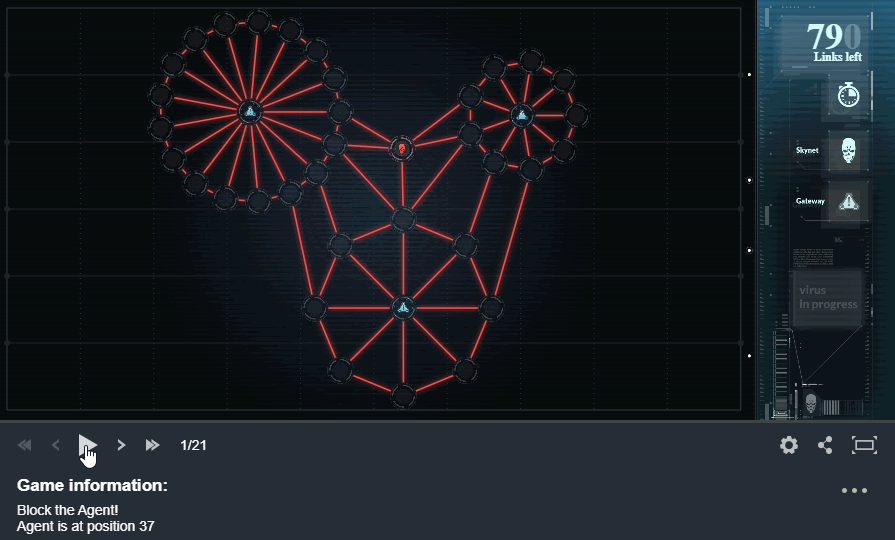 790
Links left
Skynet
Gateway
virus
in progress
1/21
Game information:
Block the Agent!
Agent is at position 37